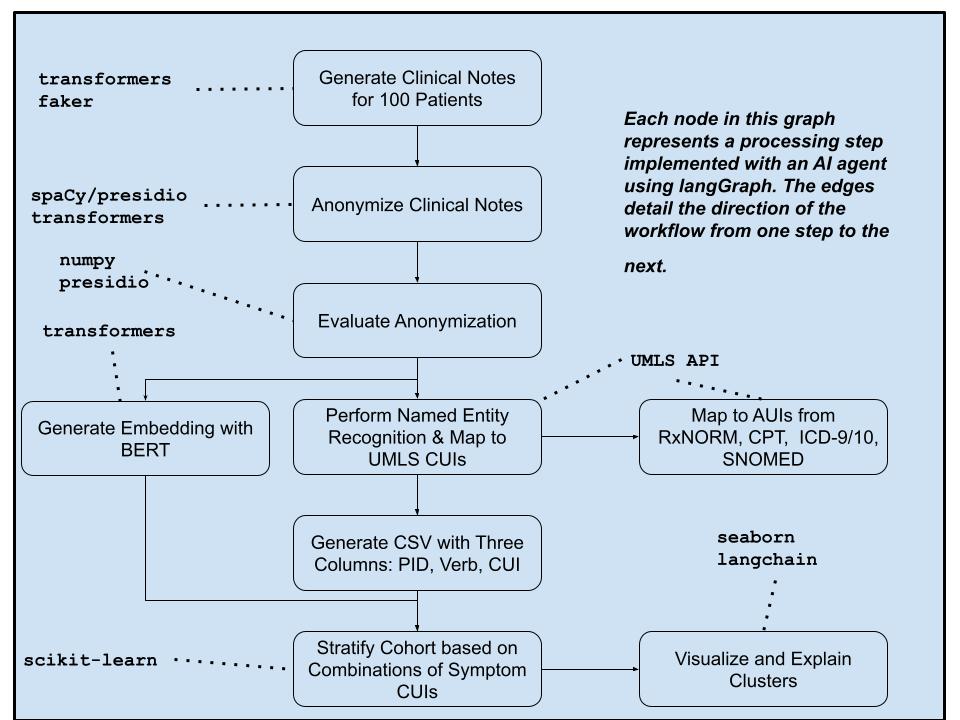 transformers
faker
Generate Clinical Notes
for 100 Patients
Each node in this graph
represents a processing step
implemented with an AI agent
using langGraph. The edges
detail the direction of the
workflow from one step to the
next.
spaCy/presidio
transformers
Anonymize Clinical Notes
numpy
presidio
Evaluate Anonymization
transformers
UMLS API
Generate Embedding with
BERT
Perform Named Entity
Recognition & Map to
UMLS CUIs
Map to AUIs from
RxNORM, CPT, ICD-9/10,
SNOMED
Generate CSV with Three
Columns: PID, Verb, CUI
seaborn
langchain
scikit-learn
Stratify Cohort based on
Combinations of Symptom
CUIs
Visualize and Explain
Clusters